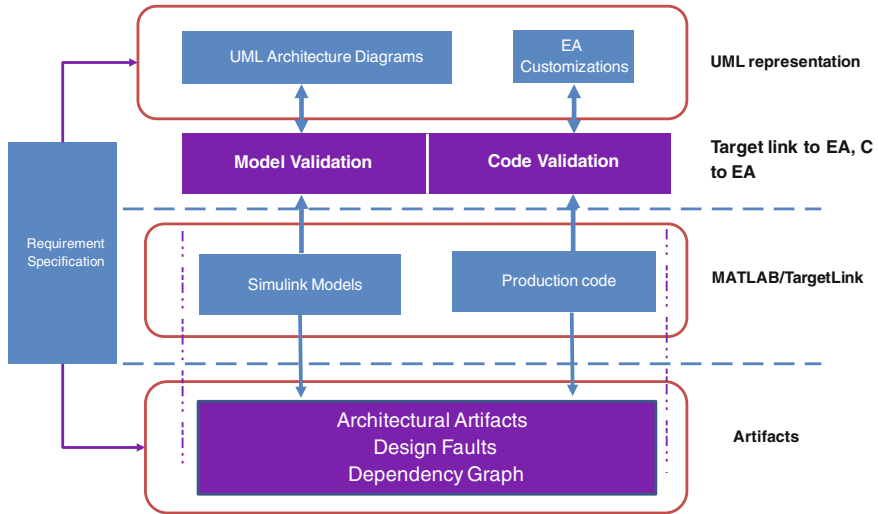 UML Architecture Diagrams
EA
Customizations
UML representation
Model Validation
Code Validation
Target link to EA, C
to EA
Requirement
Specification
Simulink Models
Production code
MATLAB/TargetLink
Architectural Artifacts
Design Faults
Dependency Graph
Artifacts